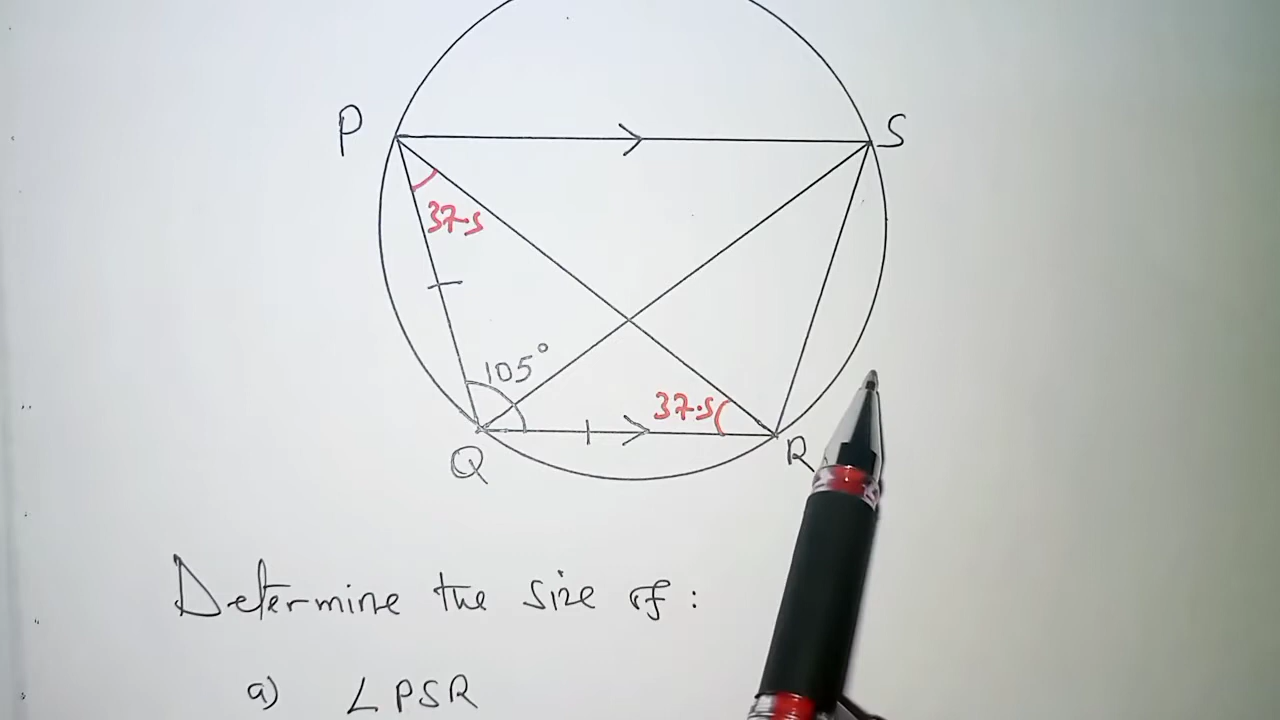 P
S
37.5
105°
37.5
Q
R
Determine the size of :
a) ∠PSR